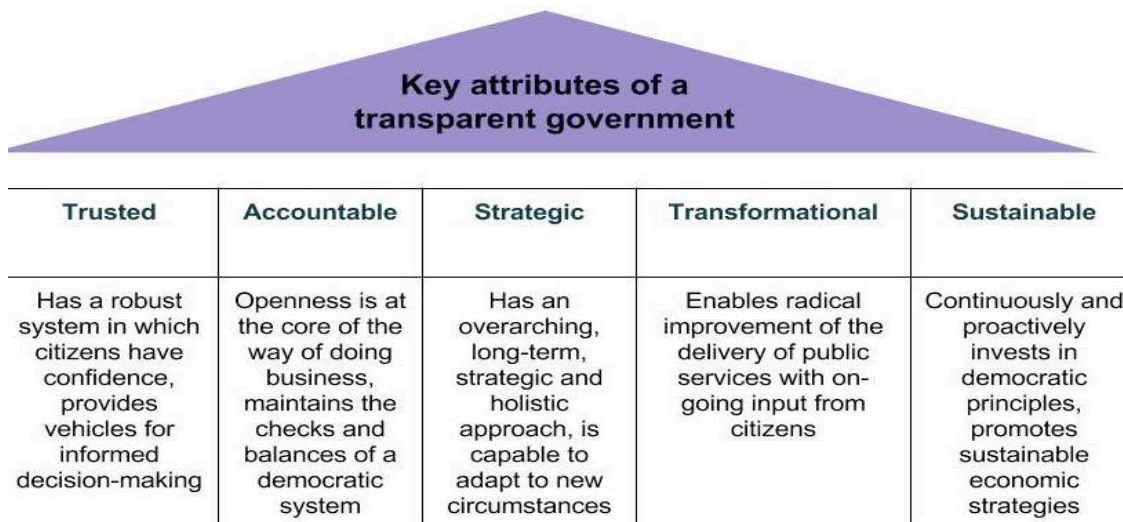 Key attributes of a
transparent government
Trusted
Accountable
Strategic
Transformational
Sustainable
Has a robust
system in which
citizens have
confidence,
provides
vehicles for
informed
decision-making
Openness is at
the core of the
way of doing
business,
maintains the
checks and
balances of a
democratic
system
Has an
overarching,
long-term,
strategic and
holistic
approach, is
capable to
adapt to new
circumstances
Enables radical
improvement of the
delivery of public
services with on-
going input from
citizens
Continuously and
proactively
invests in
democratic
principles,
promotes
sustainable
economic
strategies